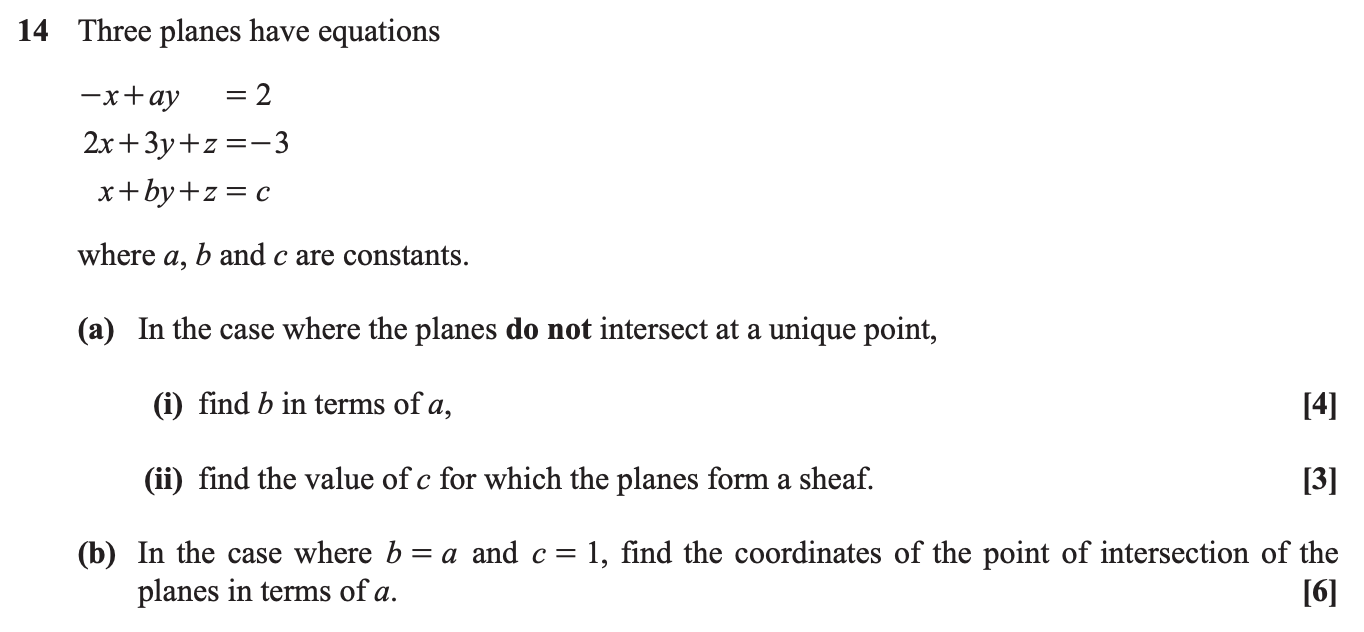 14 Three planes have equations
−x+ay = 2
2x+3y+z =−3
x+by+z = c
where a, b and c are constants.
(a) In the case where the planes do not intersect at a unique point,
(i) find b in terms of a, [4]
(ii) find the value of c for which the planes form a sheaf. [3]
(b) In the case where b = a and c = 1, find the coordinates of the point of intersection of the
planes in terms of a. [6]